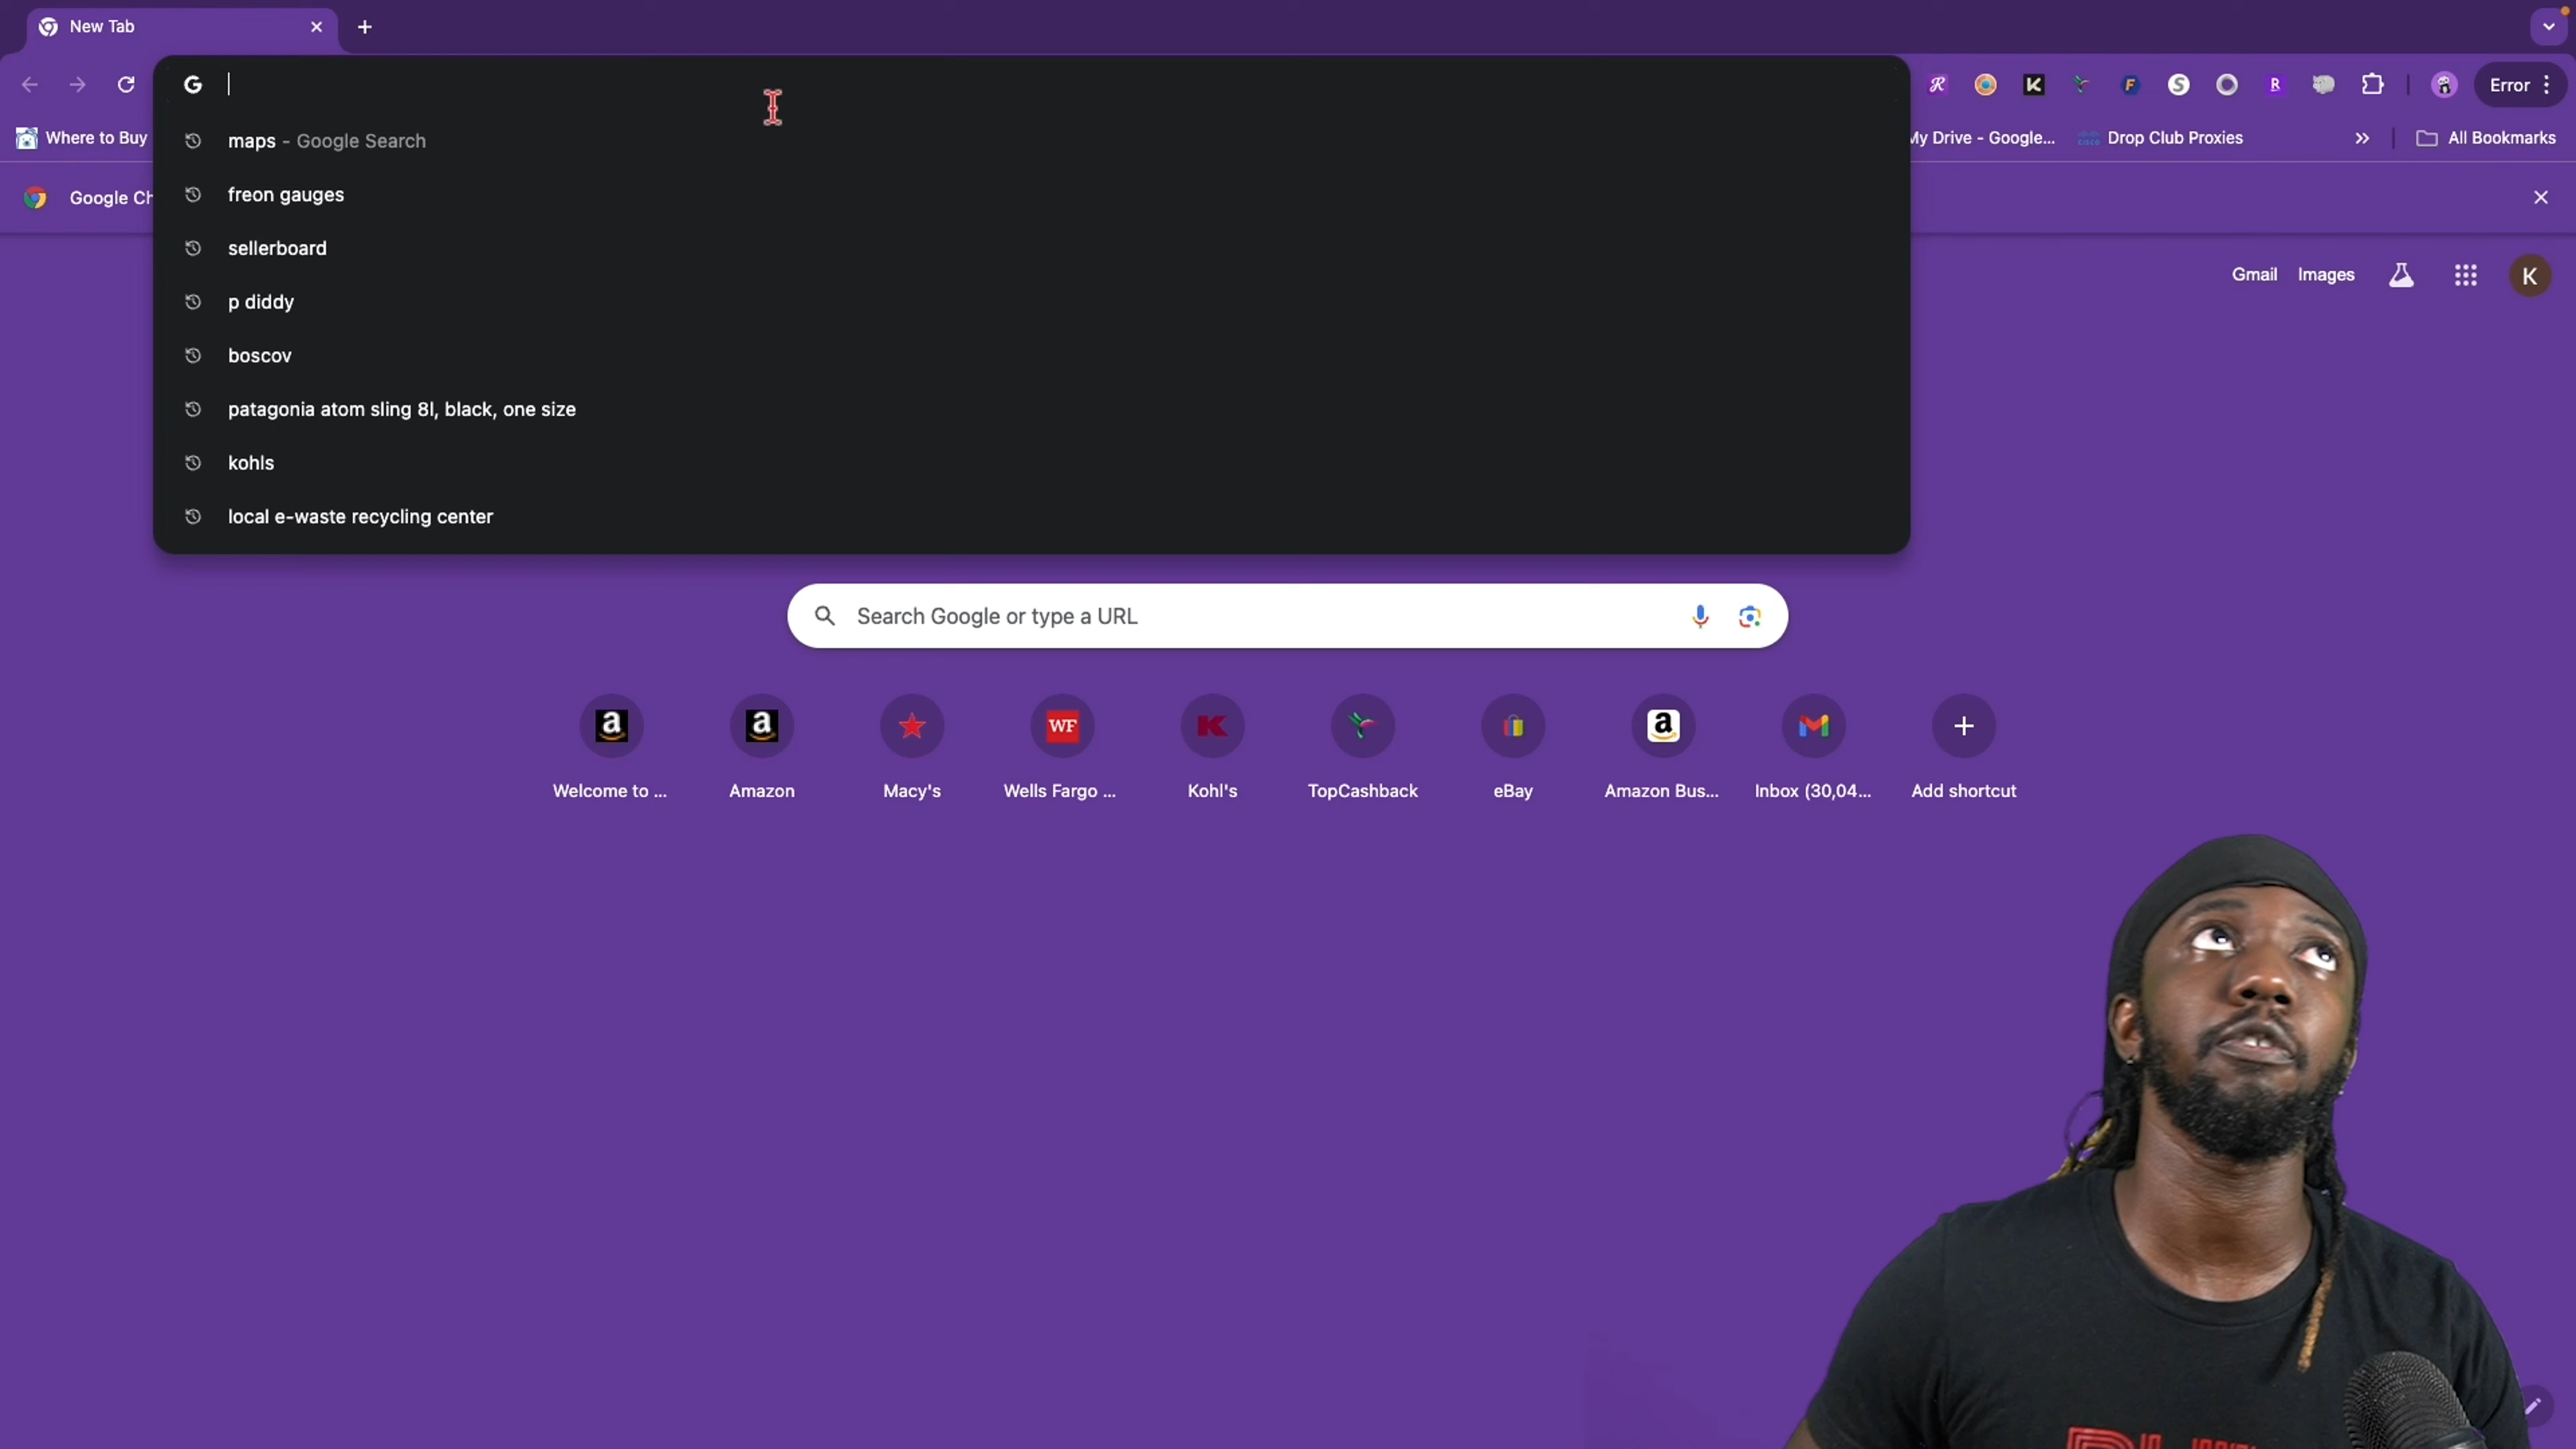 New Tab
Error
Where to Buy
My Drive - Google...
Drop Club Proxies
All Bookmarks
maps - Google Search
Google Ch
freon gauges
sellerboard
p diddy
boscov
patagonia atom sling 8l, black, one size
kohls
local e-waste recycling center
Gmail
Images
K
Search Google or type a URL
WF
Welcome to ...
Amazon
Macy's
Wells Fargo ...
Kohl's
TopCashback
eBay
Amazon Bus...
Inbox (30,04...
Add shortcut